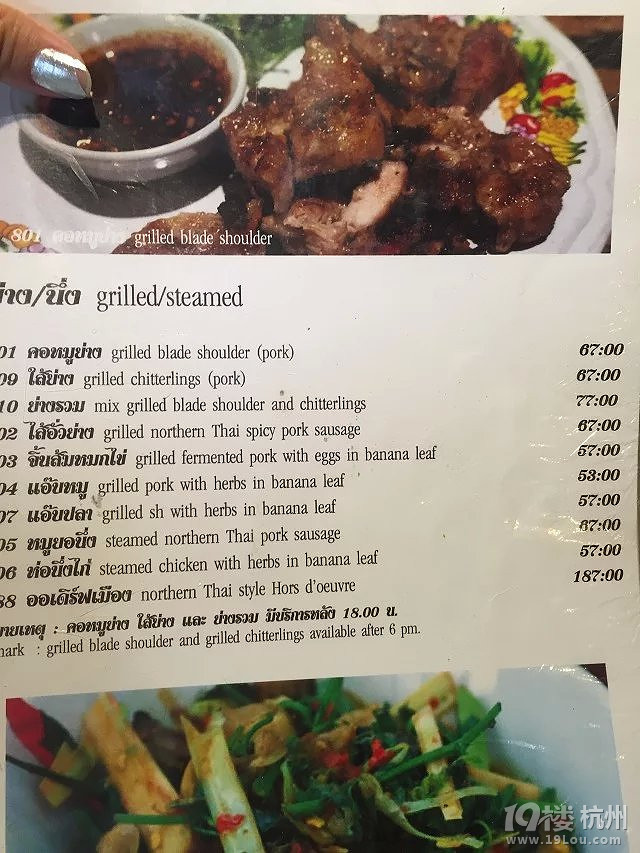 801 คอหมูย่าง grilled blade shoulder
ย่าง/นึ่ง grilled/steamed
01 คอหมูย่าง grilled blade shoulder (pork) 67:00
09 ใส้ย่าง grilled chitterlings (pork) 67:00
10 ย่างรวม mix grilled blade shoulder and chitterlings 77:00
02 ไส้อั่วย่าง grilled northern Thai spicy pork sausage 67:00
03 จิ้นส้มหมกไข่ grilled fermented pork with eggs in banana leaf 57:00
04 แอ๊บหมู grilled pork with herbs in banana leaf 53:00
07 แอ๊บปลา grilled sh with herbs in banana leaf 57:00
05 หมูยอนึ่ง steamed northern Thai pork sausage 67:00
06 ห่อนึ่งไก่ steamed chicken with herbs in banana leaf 57:00
88 ออเดิร์ฟเมือง northern Thai style Hors d'oeuvre 187:00
มายเหตุ : คอหมูย่าง ใส้ย่าง และ ย่างรวม มีบริการหลัง 18.00 น.
mark : grilled blade shoulder and grilled chitterlings available after 6 pm.
19楼 杭州
www.19Lou.com